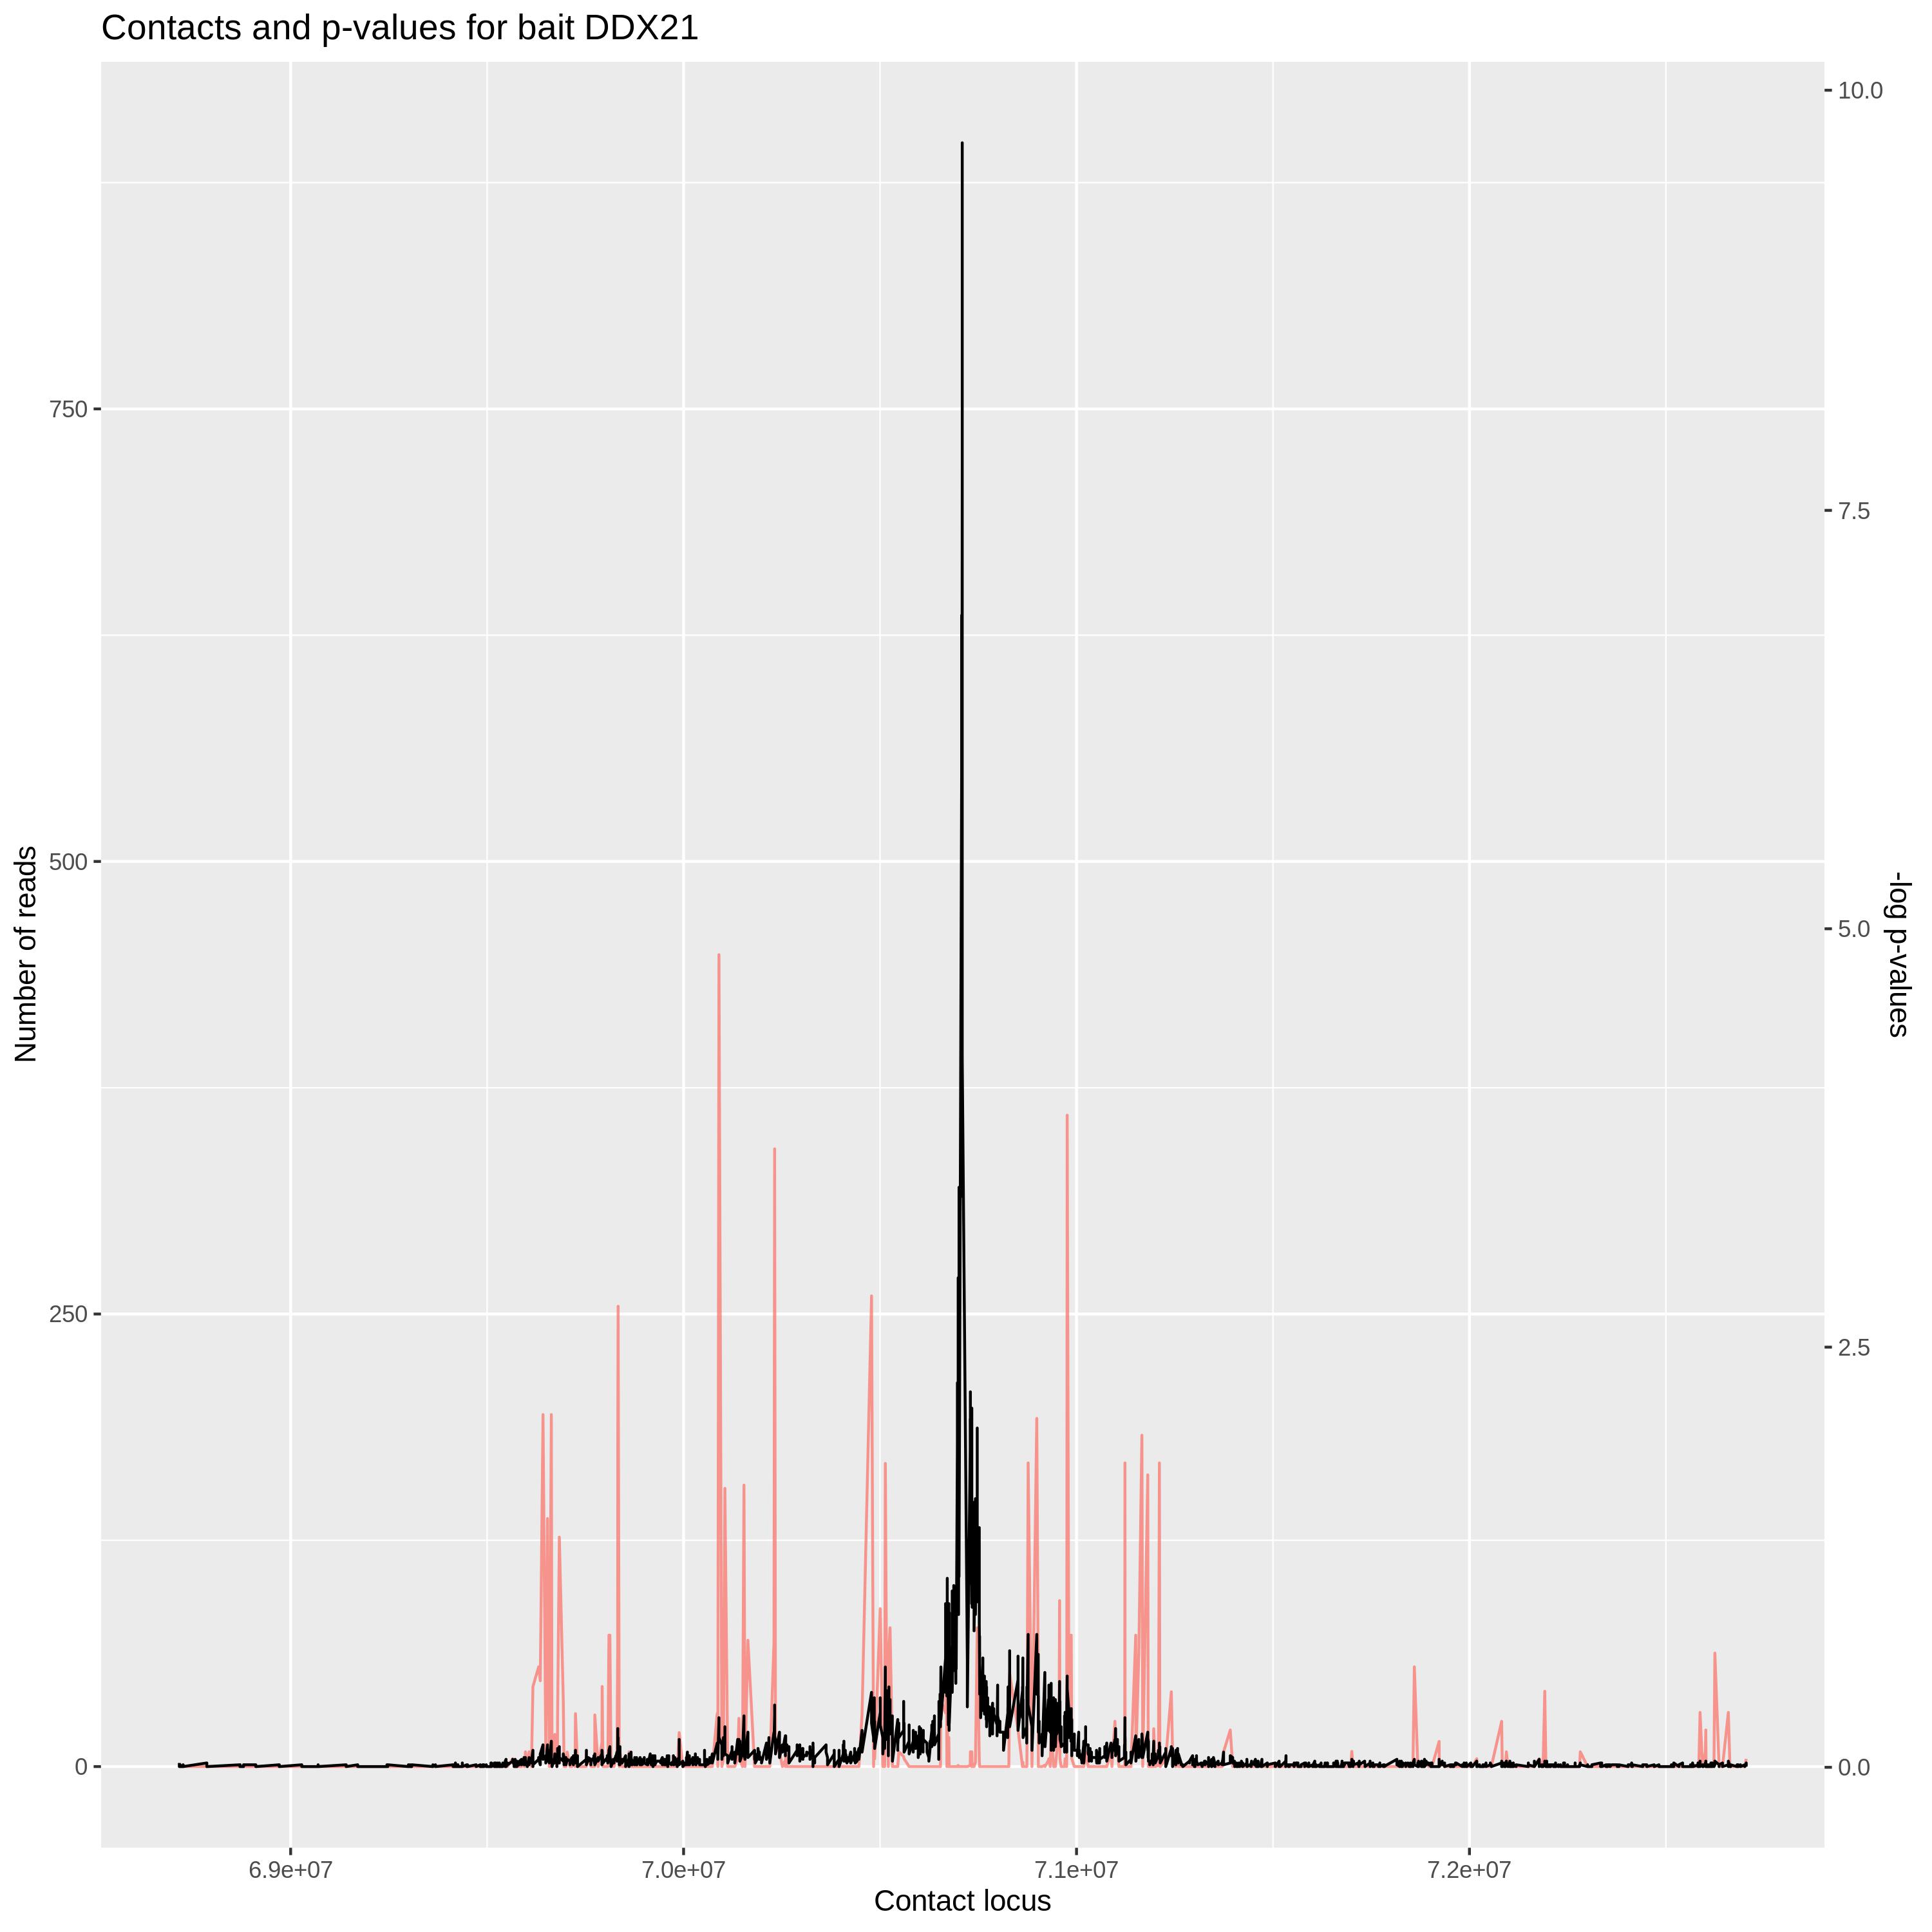 Contacts and p-values for bait DDX21
10.0
7.5
5.0
2.5
0.0
-log p-values
750
500
250
0
Number of reads
6.9e+07
7.0e+07
7.1e+07
7.2e+07
Contact locus